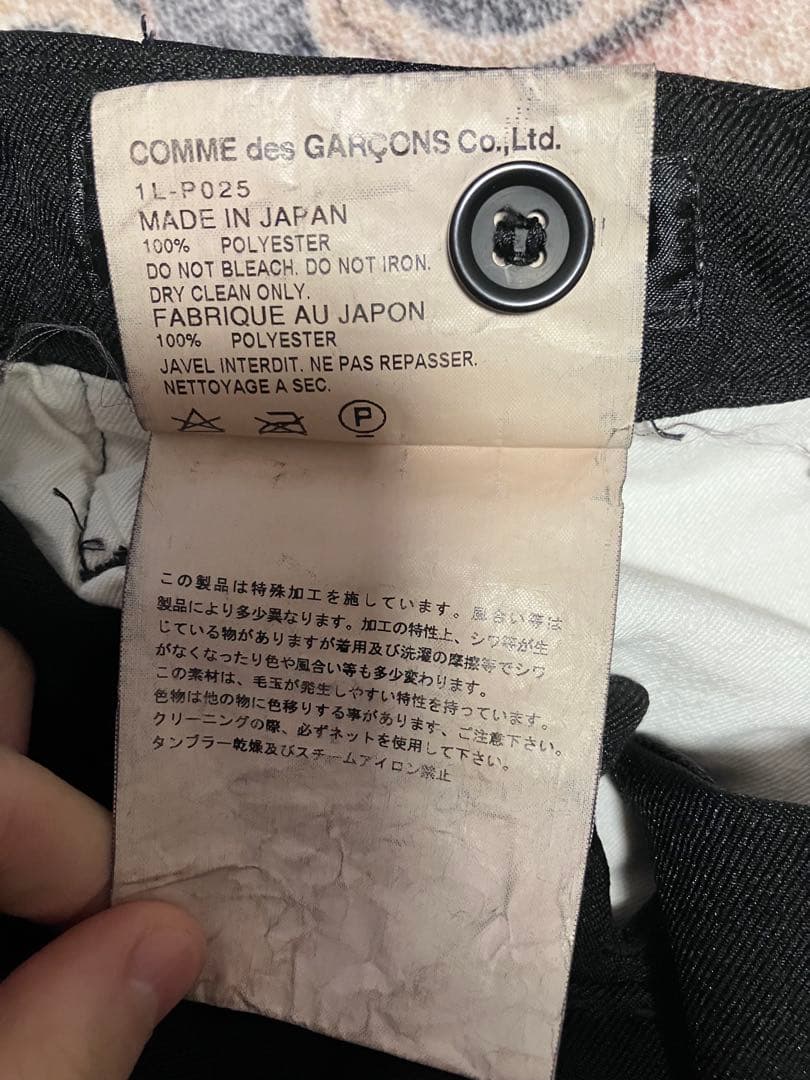 COMME des GARÇONS Co.,Ltd.
1L-P025
MADE IN JAPAN
100% POLYESTER
DO NOT BLEACH. DO NOT IRON.
DRY CLEAN ONLY.
FABRIQUE AU JAPON
100% POLYESTER
JAVEL INTERDIT. NE PAS REPASSER.
NETTOYAGE A SEC.
P
この製品は特殊加工を施しています。風合い等は
製品により多少異なります。加工の特性上、シワ等が生
じている物がありますが着用及び洗濯の摩擦等でシワ
がなくなったり色や風合い等も多少変わります。
この素材は、毛玉が発生しやすい特性を持っています。
色物は他の物に色移りする事があります、ご注意下さい。
クリーニングの際、必ずネットを使用して下さい。
タンブラー乾燥及びスチームアイロン禁止